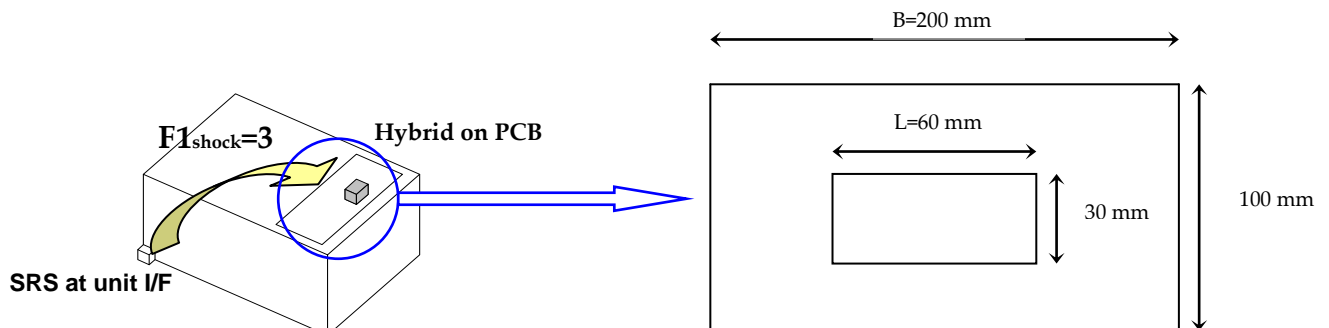 B=200 mm
F1shock=3
Hybrid on PCB
L=60 mm
30 mm
100 mm
SRS at unit I/F